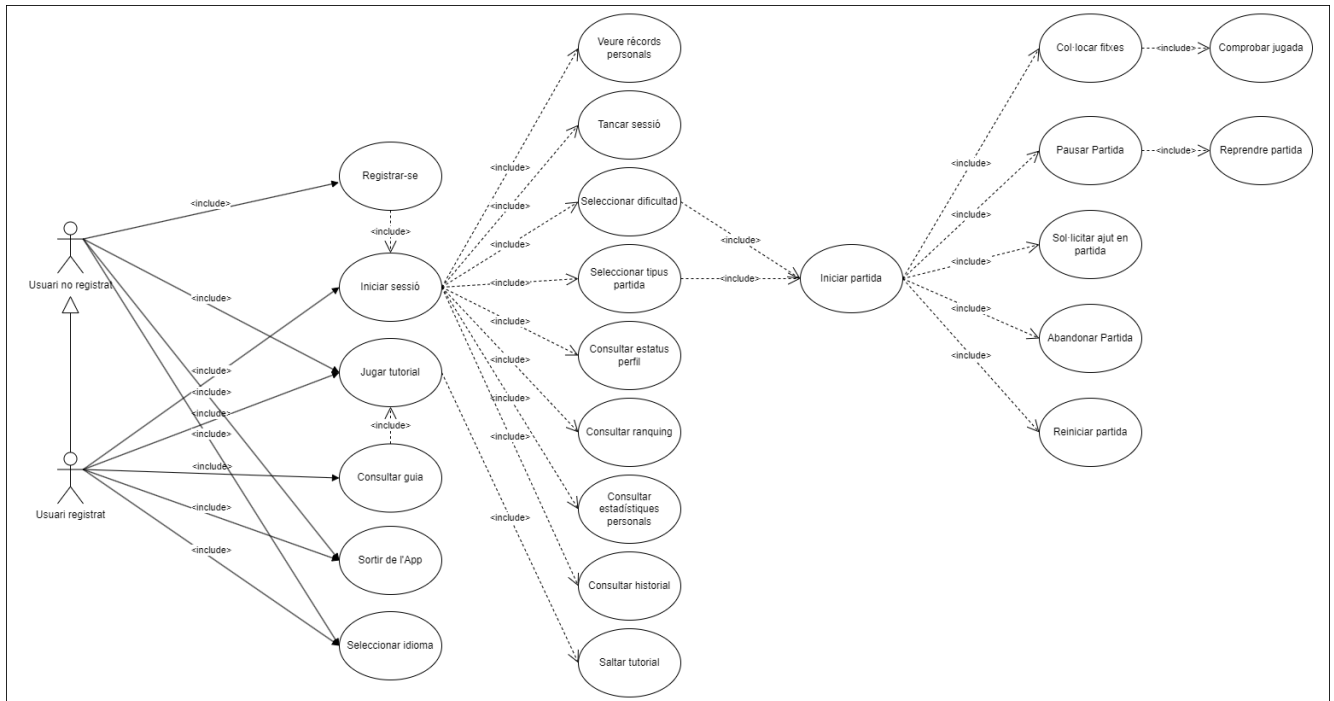 Veure récords
personals
Col·locar fitxes
<include>
Comprobar jugada
Tancar sessió
Pausar Partida
<include>
Reprendre partida
Registrar-se
<include>
<include>
<include>
<include>
Seleccionar dificultad
<include>
<include>
<include>
Usuari no registrat
Iniciar sessió
<include>
<include>
Seleccionar tipus
partida
<include>
Iniciar partida
Sol·licitar ajut en
partida
<include>
<include>
<include>
<include>
Abandonar Partida
Consultar estatus
perfil
<include>
<include>
Jugar tutorial
<include>
<include>
<include>
<include>
<include>
<include>
Consultar ranquing
Reiniciar partida
<include>
Consultar guia
Usuari registrat
<include>
<include>
Consultar
estadístiques
personals
<include>
Sortir de l'App
Consultar historial
Seleccionar idioma
Saltar tutorial